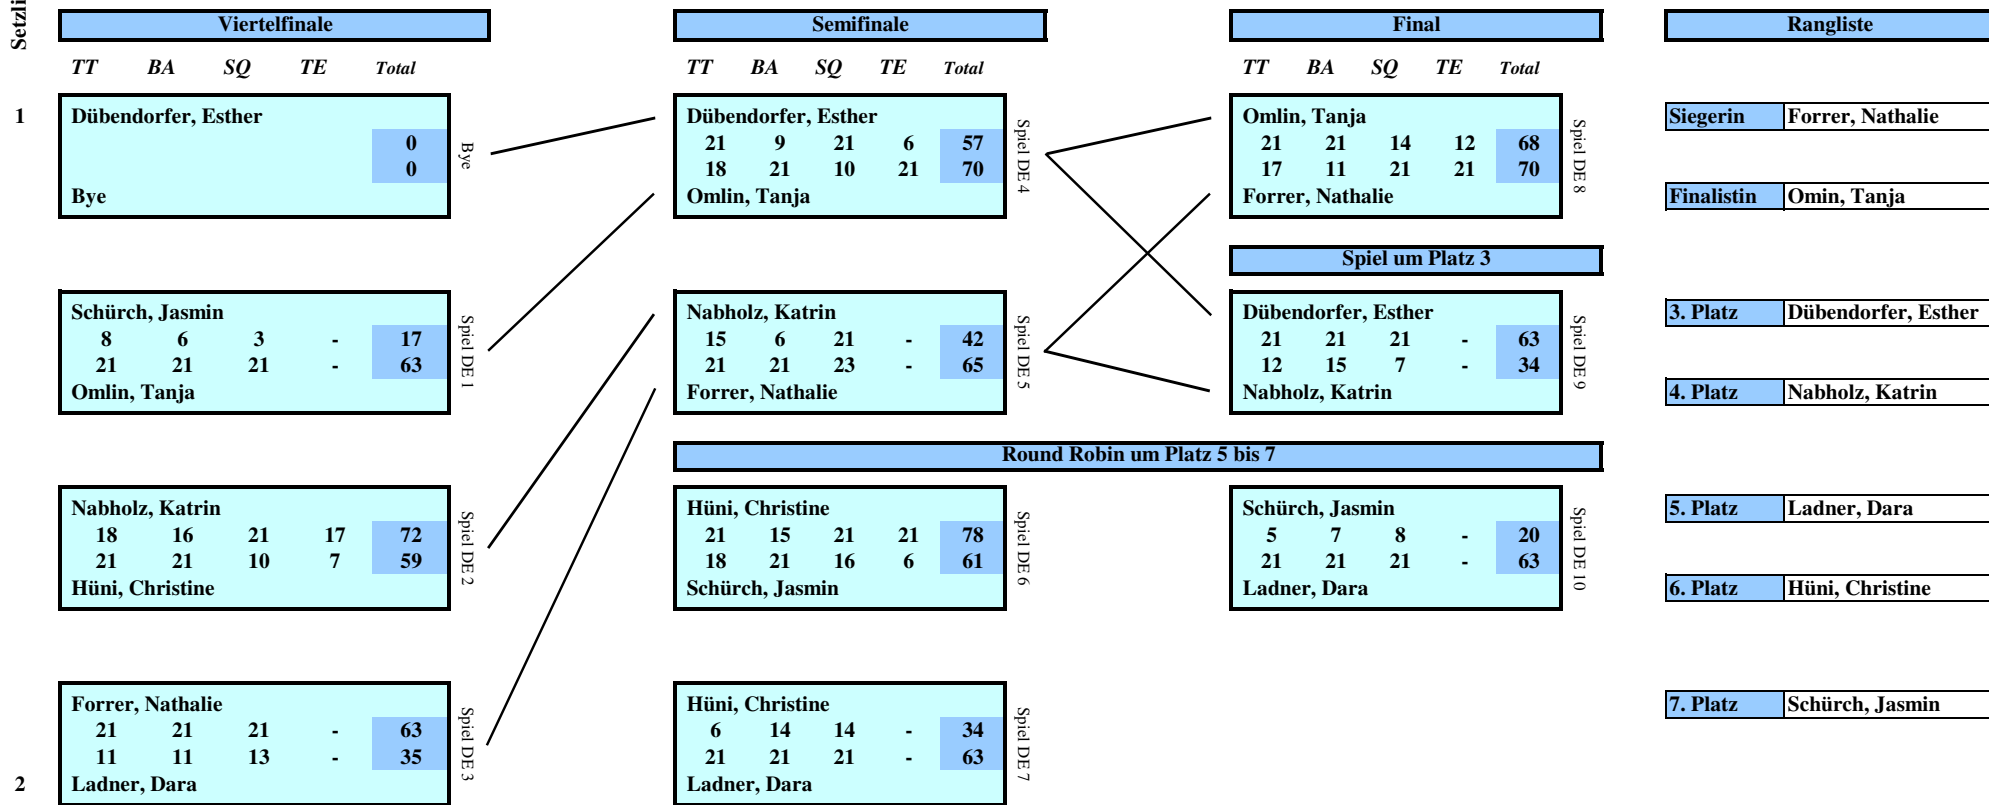 Viertelfinale Semifinale Final Rangliste
TT BA SQ TE Total TT BA SQ TE Total TT BA SQ TE Total
1
Dübendorfer, Esther
0
0
Bye
Bye
Dübendorfer, Esther
21 9 21 6 57
18 21 10 21 70
Omlin, Tanja
Spiel DE 4
Omlin, Tanja
21 21 14 12 68
17 11 21 21 70
Forrer, Nathalie
Spiel DE 8
Siegerin Forrer, Nathalie
Finalistin Omin, Tanja
Spiel um Platz 3
Schürch, Jasmin
8 6 3 - 17
21 21 21 - 63
Omlin, Tanja
Spiel DE 1
Nabholz, Katrin
15 6 21 - 42
21 21 23 - 65
Forrer, Nathalie
Spiel DE 5
Dübendorfer, Esther
21 21 21 - 63
12 15 7 - 34
Nabholz, Katrin
Spiel DE 9
3. Platz Dübendorfer, Esther
4. Platz Nabholz, Katrin
Round Robin um Platz 5 bis 7
Nabholz, Katrin
18 16 21 17 72
21 21 10 7 59
Hüni, Christine
Spiel DE 2
Hüni, Christine
21 15 21 21 78
18 21 16 6 61
Schürch, Jasmin
Spiel DE 6
Schürch, Jasmin
5 7 8 - 20
21 21 21 - 63
Ladner, Dara
Spiel DE 10
5. Platz Ladner, Dara
6. Platz Hüni, Christine
Forrer, Nathalie
21 21 21 - 63
11 11 13 - 35
Ladner, Dara
Spiel DE 3
2
Hüni, Christine
6 14 14 - 34
21 21 21 - 63
Ladner, Dara
Spiel DE 7
7. Platz Schürch, Jasmin